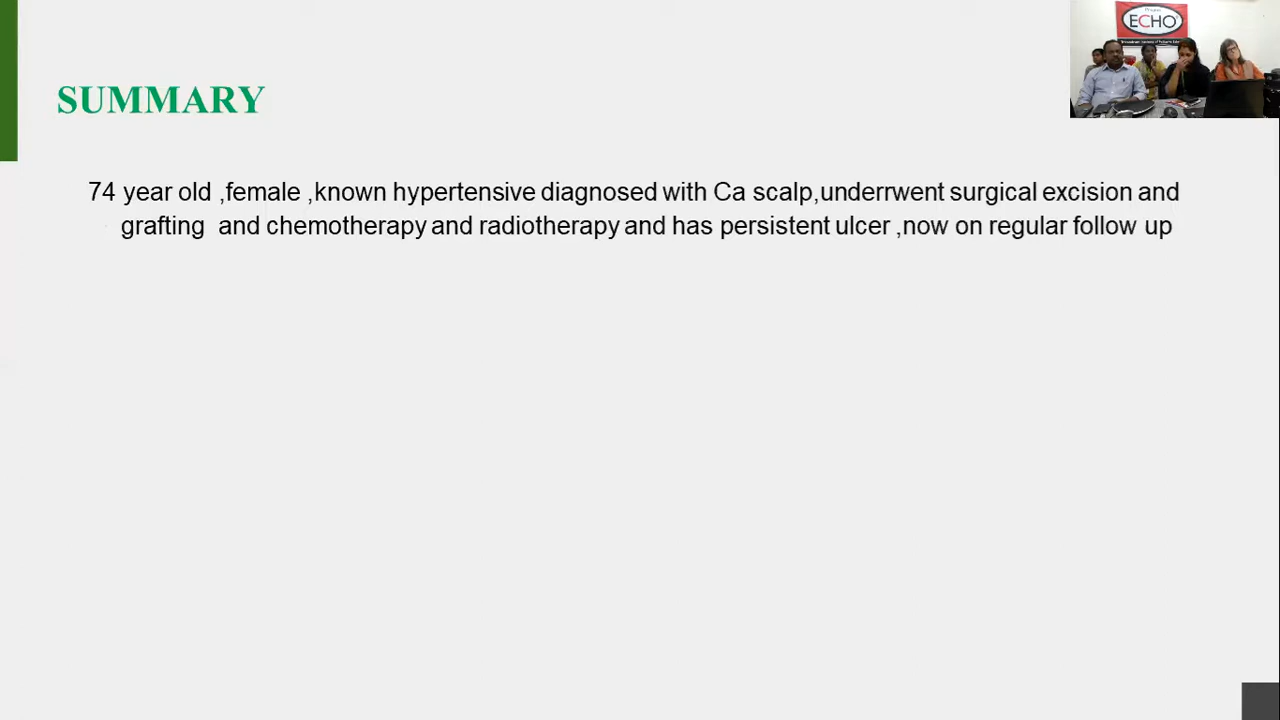 ECHO
SUMMARY
74 year old ,female ,known hypertensive diagnosed with Ca scalp,underrwent surgical excision and
grafting and chemotherapy and radiotherapy and has persistent ulcer ,now on regular follow up